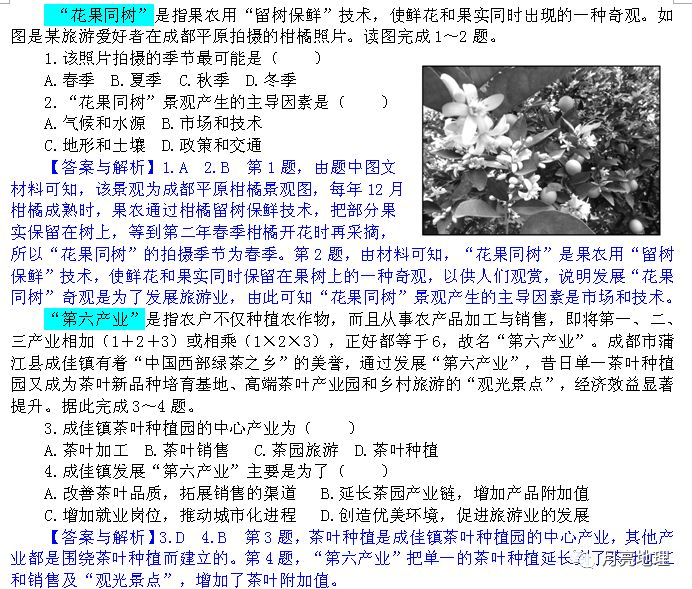 “花果同树”是指果农用“留树保鲜”技术，使鲜花和果实同时出现的一种奇观。如
图是某旅游爱好者在成都平原拍摄的柑橘照片。读图完成1～2题。
1.该照片拍摄的季节最可能是（　　）
A.春季 B.夏季 C.秋季 D.冬季
2.“花果同树”景观产生的主导因素是（　　）
A.气候和水源 B.市场和技术
C.地形和土壤 D.政策和交通
【答案与解析】1.A 2.B 第1题，由题中图文
材料可知，该景观为成都平原柑橘景观图，每年12月
柑橘成熟时，果农通过柑橘留树保鲜技术，把部分果
实保留在树上，等到第二年春季柑橘开花时再采摘，
所以“花果同树”的拍摄季节为春季。第2题，由材料可知，“花果同树”是果农用“留树
保鲜”技术，使鲜花和果实同时保留在果树上的一种奇观，以供人们观赏，说明发展“花果
同树”奇观是为了发展旅游业，由此可知“花果同树”景观产生的主导因素是市场和技术。
“第六产业”是指农户不仅种植农作物，而且从事农产品加工与销售，即将第一、二、
三产业相加（1＋2＋3）或相乘（1×2×3），正好都等于6，故名“第六产业”。成都市蒲
江县成佳镇有着“中国西部绿茶之乡”的美誉，通过发展“第六产业”，昔日单一茶叶种植
园又成为茶叶新品种培育基地、高端茶叶产业园和乡村旅游的“观光景点”，经济效益显著
提升。据此完成3～4题。
3.成佳镇茶叶种植园的中心产业为（　　）
A.茶叶加工 B.茶叶销售 C.茶园旅游 D.茶叶种植
4.成佳镇发展“第六产业”主要是为了（　　）
A.改善茶叶品质，拓展销售的渠道 B.延长茶园产业链，增加产品附加值
C.增加就业岗位，推动城市化进程 D.创造优美环境，促进旅游业的发展
【答案与解析】3.D 4.B 第3题，茶叶种植是成佳镇茶叶种植园的中心产业，其他产
业都是围绕茶叶种植而建立的。第4题，“第六产业”把单一的茶叶种植延长
和销售及“观光景点”，增加了茶叶附加值。
月亮地理